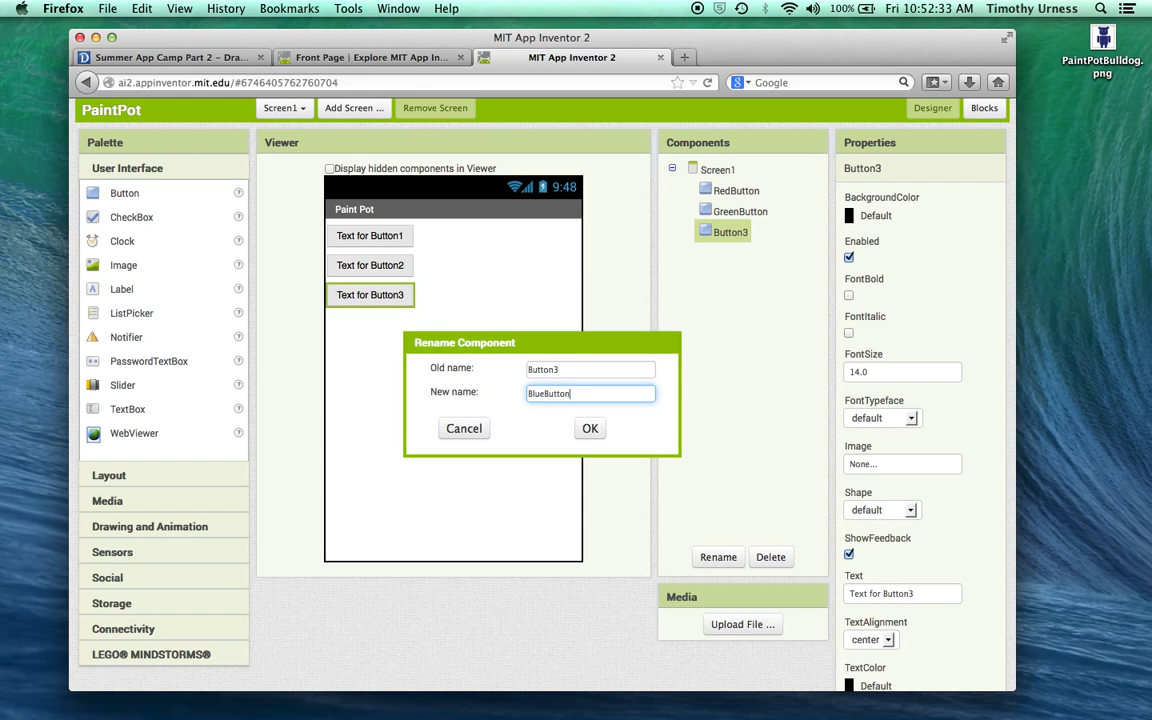 Firefox File Edit View History Bookmarks Tools Window Help 100% Fri 10:52:33 AM Timothy Urness
MIT App Inventor 2
Summer App Camp Part 2 - Dra... Front Page | Explore MIT App In... MIT App Inventor 2
ai2.appinventor.mit.edu/#6746405762760704 Google
PaintPotBulldog.
png
PaintPot Screen1 Add Screen ... Remove Screen Designer Blocks
Palette
User Interface
Button
CheckBox
Clock
Image
Label
ListPicker
Notifier
PasswordTextBox
Slider
TextBox
WebViewer
Layout
Media
Drawing and Animation
Sensors
Social
Storage
Connectivity
LEGO® MINDSTORMS®
Viewer
Display hidden components in Viewer
9:48
Paint Pot
Text for Button1
Text for Button2
Text for Button3
Rename Component
Old name: Button3
New name: BlueButton
Cancel OK
Components
Screen1
RedButton
GreenButton
Button3
Rename Delete
Media
Upload File ...
Properties
Button3
BackgroundColor
Default
Enabled
FontBold
FontItalic
FontSize
14.0
FontTypeface
default
Image
None...
Shape
default
ShowFeedback
Text
Text for Button3
TextAlignment
center
TextColor
Default